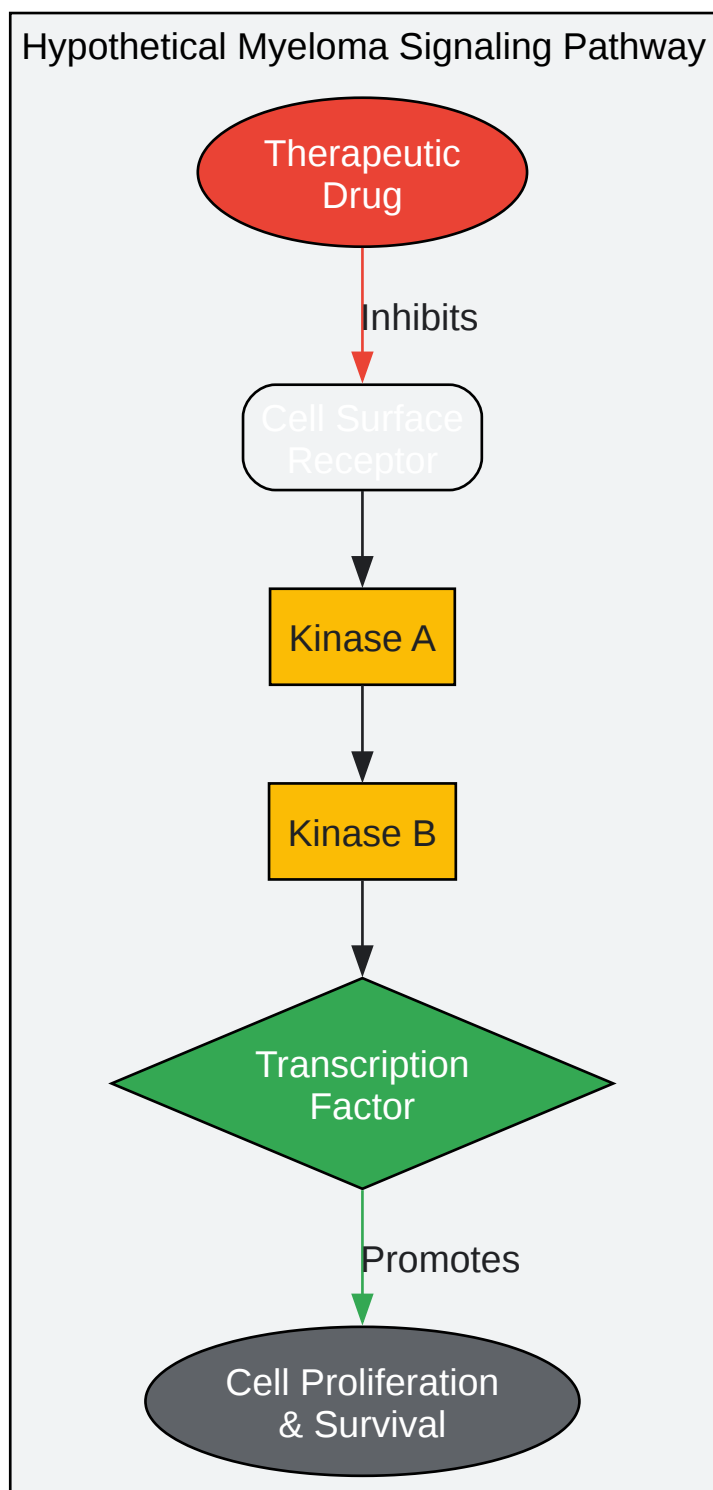 Hypothetical Myeloma Signaling Pathway
Therapeutic
Drug
Inhibits
Cell Surface
Receptor
Kinase A
Kinase B
Transcription
Factor
Promotes
Cell Proliferation
& Survival